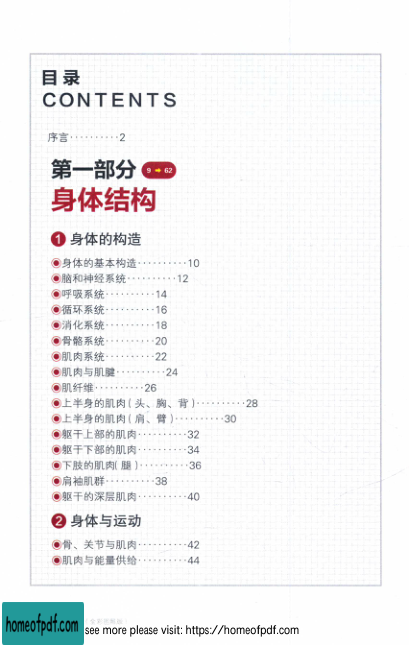 目录
CONTENTS
序言··········2
第一部分 9➡62
身体结构
1 身体的构造
◉身体的基本构造··········10
◉脑和神经系统··········12
◉呼吸系统··········14
◉循环系统··········16
◉消化系统··········18
◉骨骼系统··········20
◉肌肉系统··········22
◉肌肉与肌腱··········24
◉肌纤维··········26
◉上半身的肌肉(头、胸、背)··········28
◉上半身的肌肉(肩、臂)··········30
◉躯干上部的肌肉··········32
◉躯干下部的肌肉··········34
◉下肢的肌肉(腿)··········36
◉肩袖肌群··········38
◉躯干的深层肌肉··········40
2 身体与运动
◉骨、关节与肌肉··········42
◉肌肉与能量供给··········44
homeofpdf.com see more please visit: https://homeofpdf.com